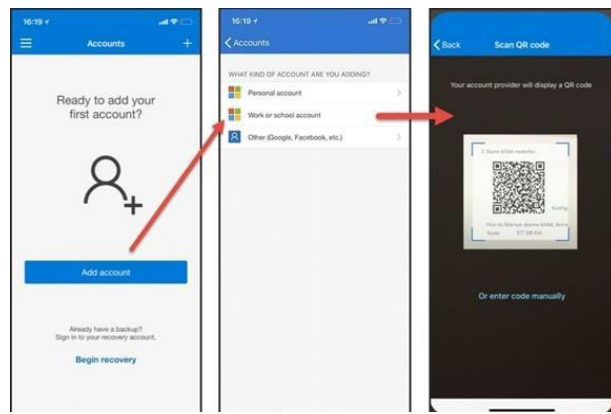 16:19
Accounts
Ready to add your
first account?
Add account
Already have a backup?
Sign in to your recovery account.
Begin recovery
16:19
Accounts
WHAT KIND OF ACCOUNT ARE YOU ADDING?
Personal account
Work or school account
Other (Google, Facebook, etc.)
Back
Scan QR code
Your account provider will display a QR code
Konfig
Or enter code manually